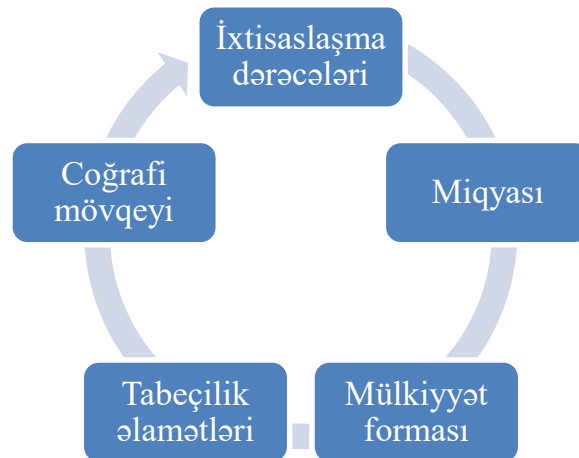 İxtisaslaşma
dərəcələri
Miqyası
Mülkiyyət
forması
Tabeçilik
əlamətləri
Coğrafi
mövqeyi